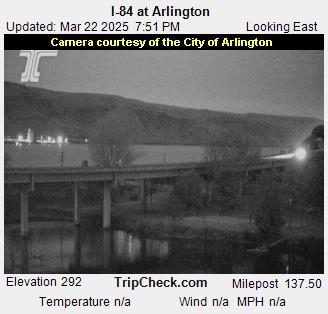 I-84 at Arlington
Updated: Mar 22 2025 7:51 PM Looking East
Camera courtesy of the City of Arlington
Elevation 292 TripCheck.com Milepost 137.50
Temperature n/a Wind n/a MPH n/a